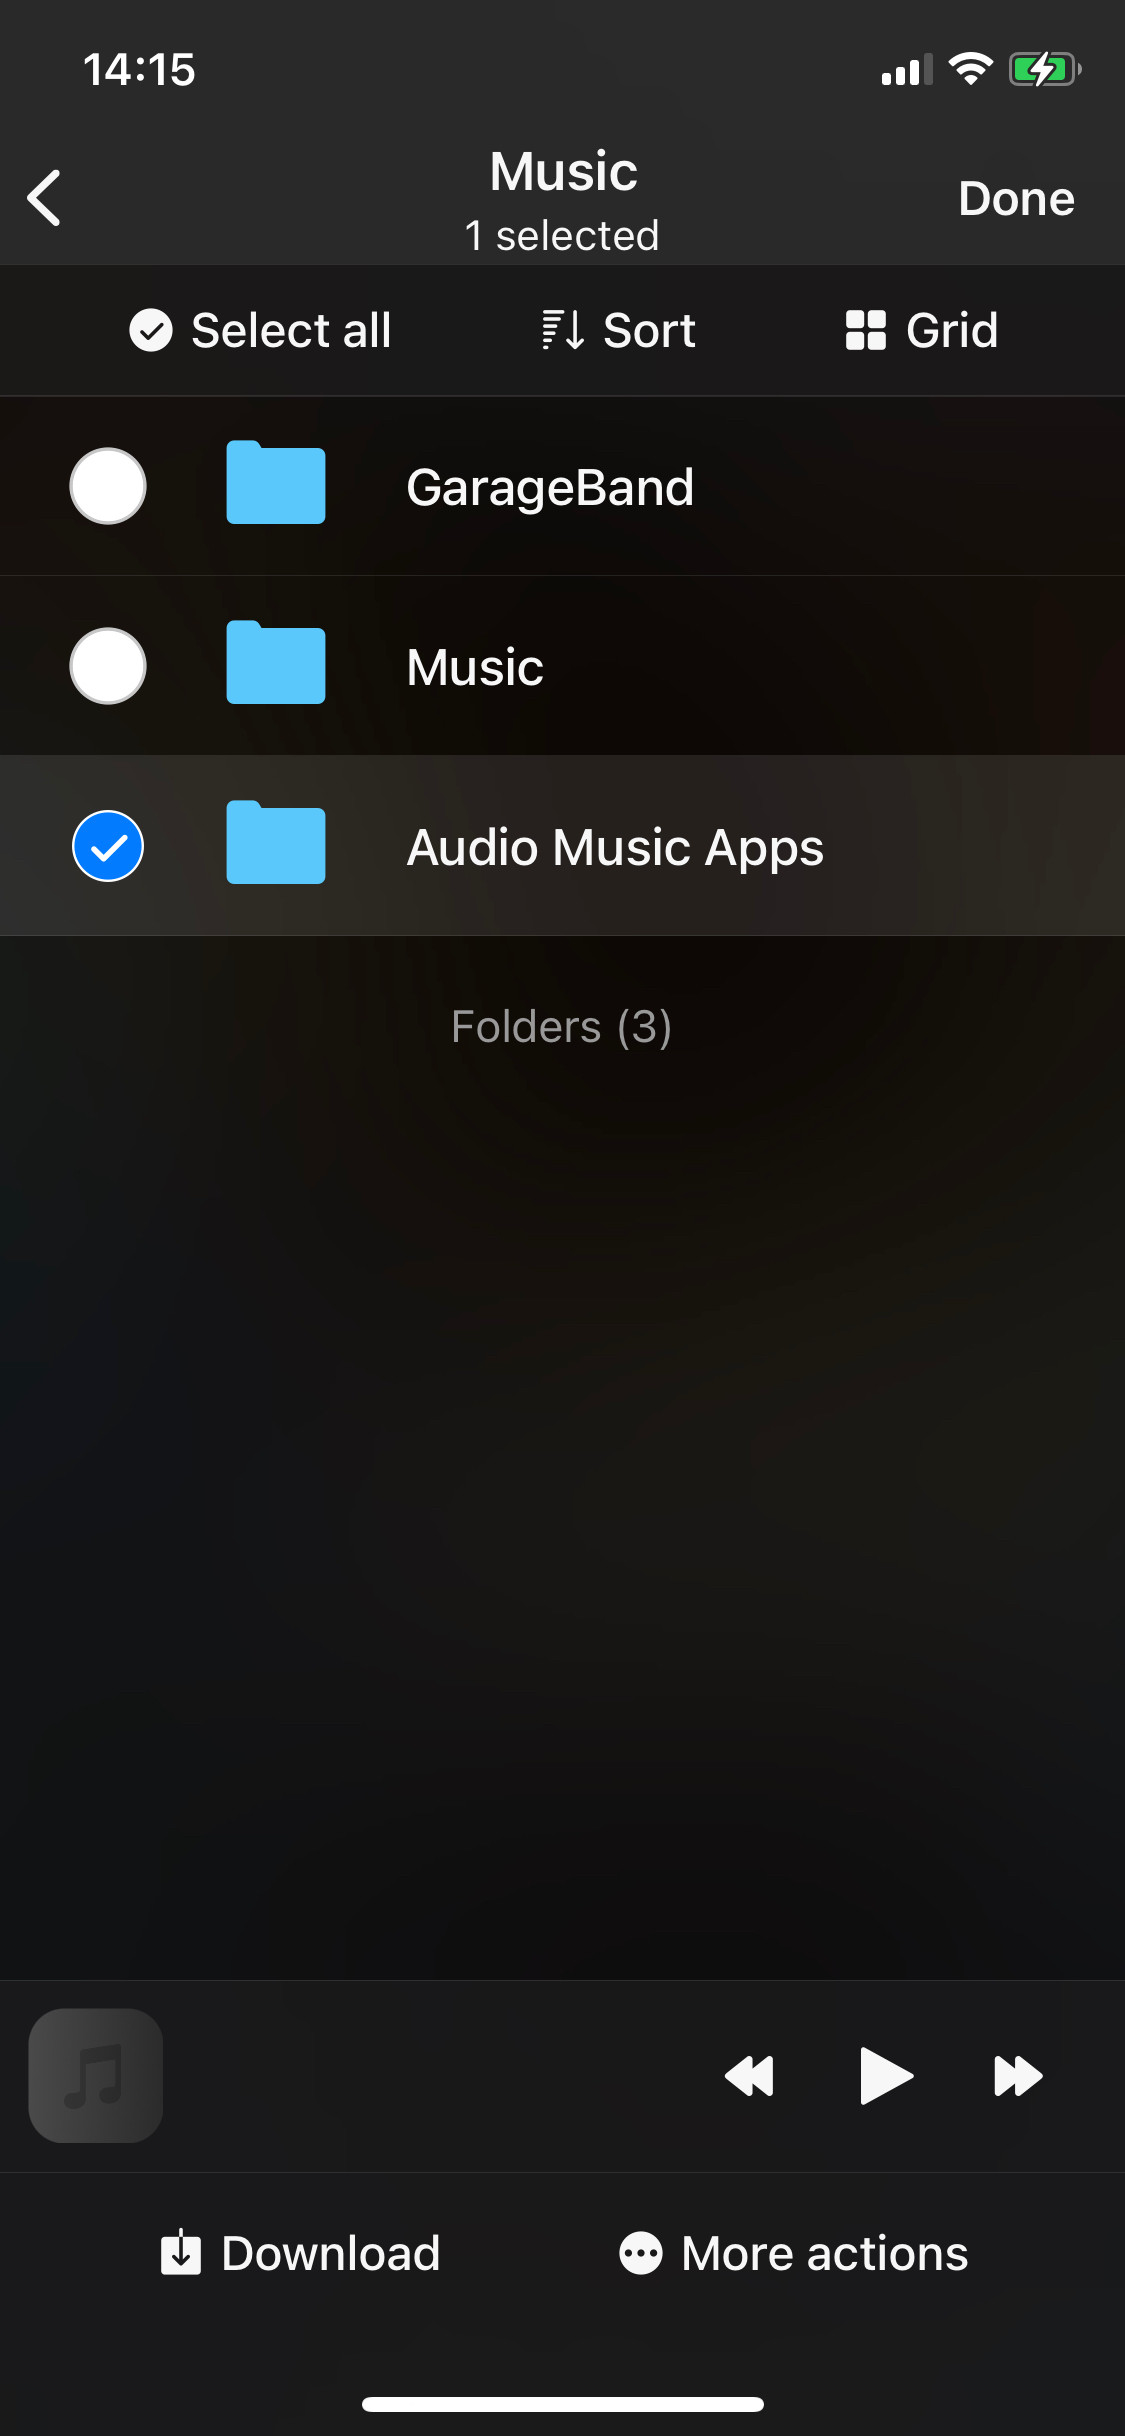 14:15
Music
1 selected
Done
Select all
Sort
Grid
GarageBand
Music
Audio Music Apps
Folders (3)
Download
More actions